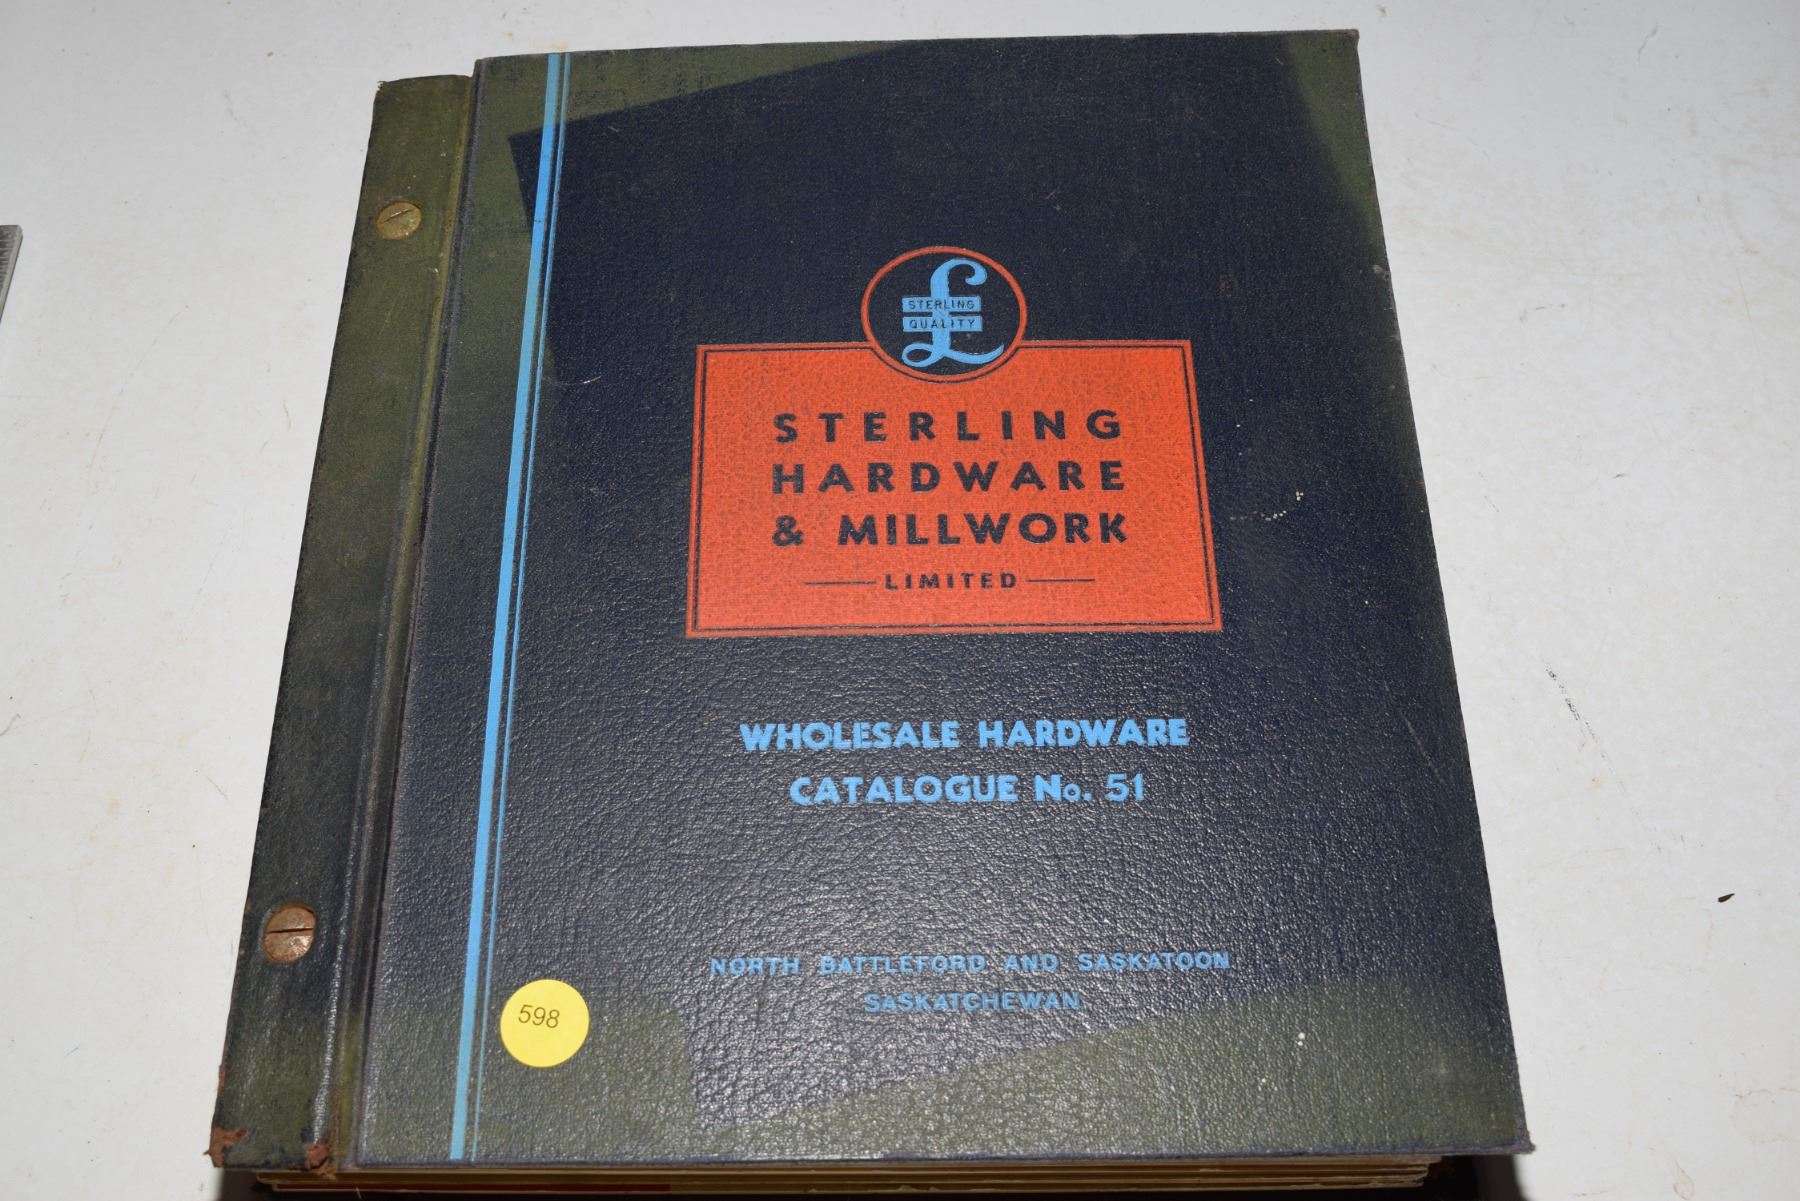 £
STERLING
QUALITY
STERLING
HARDWARE
& MILLWORK
LIMITED
WHOLESALE HARDWARE
CATALOGUE No. 51
NORTH BATTLEFORD AND SASKATOON
SASKATCHEWAN
598